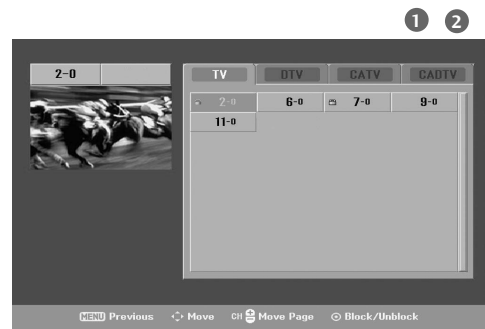 1 2
2-0
TV DTV CATV CADTV
2-0 6-0 7-0 9-0
11-0
MENU Previous Move CH Move Page Block/Unblock